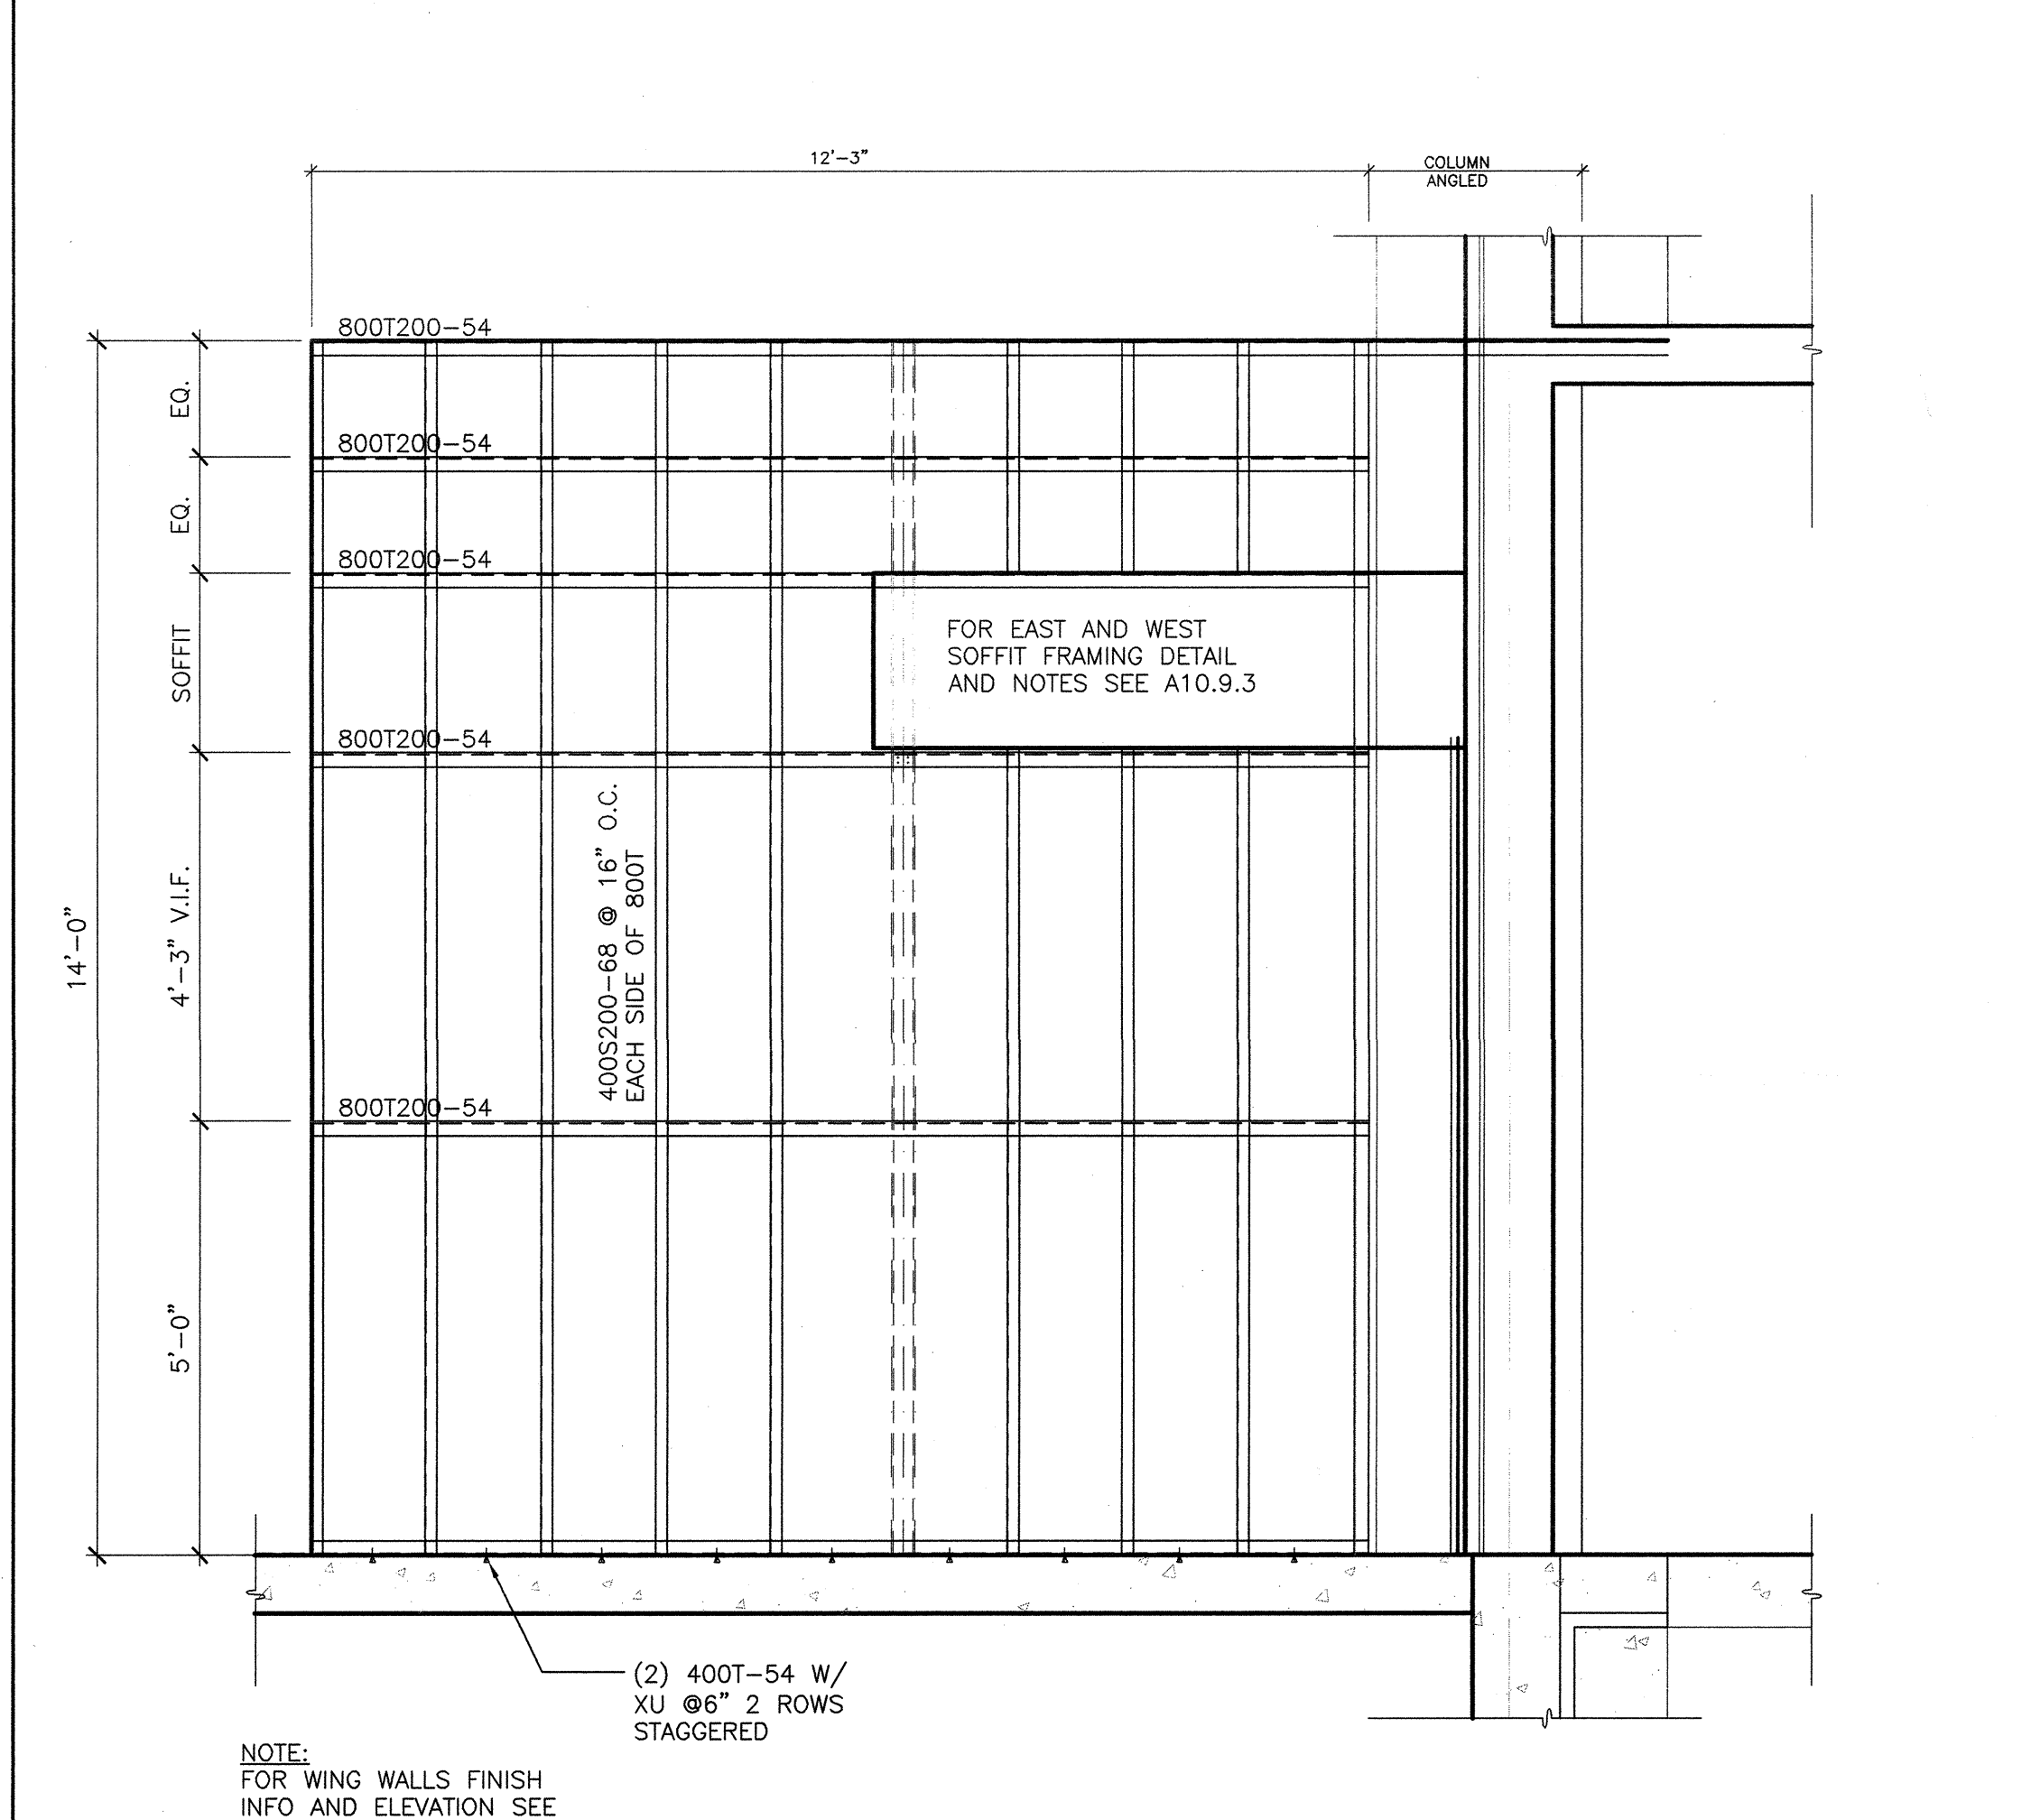 12'-3"
COLUMN
ANGLED
800T200-54
EQ.
800T200-54
EQ.
800T200-54
SOFFIT
FOR EAST AND WEST
SOFFIT FRAMING DETAIL
AND NOTES SEE A10.9.3
800T200-54
400S200-68 @ 16" O.C.
EACH SIDE OF 800T
4'-3" V.I.F.
14'-0"
800T200-54
5'-0"
(2) 400T-54 W/
XU @6" 2 ROWS
STAGGERED
NOTE:
FOR WING WALLS FINISH
INFO AND ELEVATION SEE